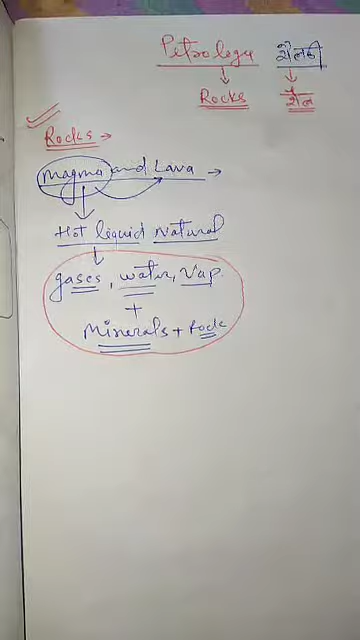 Petrology शैलकी
Rocks शैल
Rocks →
Magma and Lava →
Hot liquid Natural
gases, water, Vap.
+
Minerals + Rock